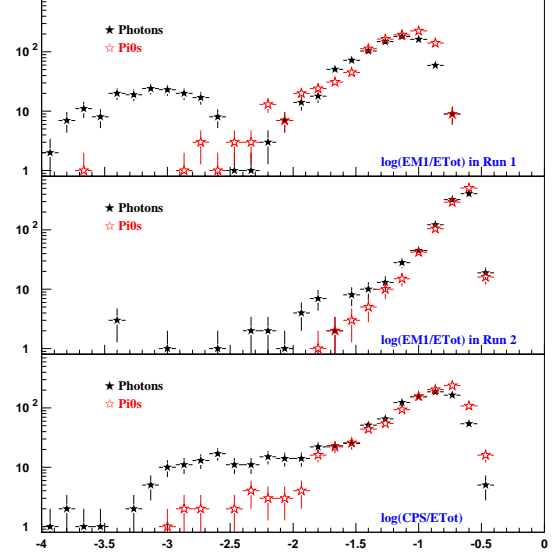 10²
10
1
★ Photons
☆ Pi0s
log(EM1/ETot) in Run 1
10²
10
1
★ Photons
☆ Pi0s
log(EM1/ETot) in Run 2
10²
10
1
★ Photons
☆ Pi0s
log(CPS/ETot)
-4 -3.5 -3 -2.5 -2 -1.5 -1 -0.5 0